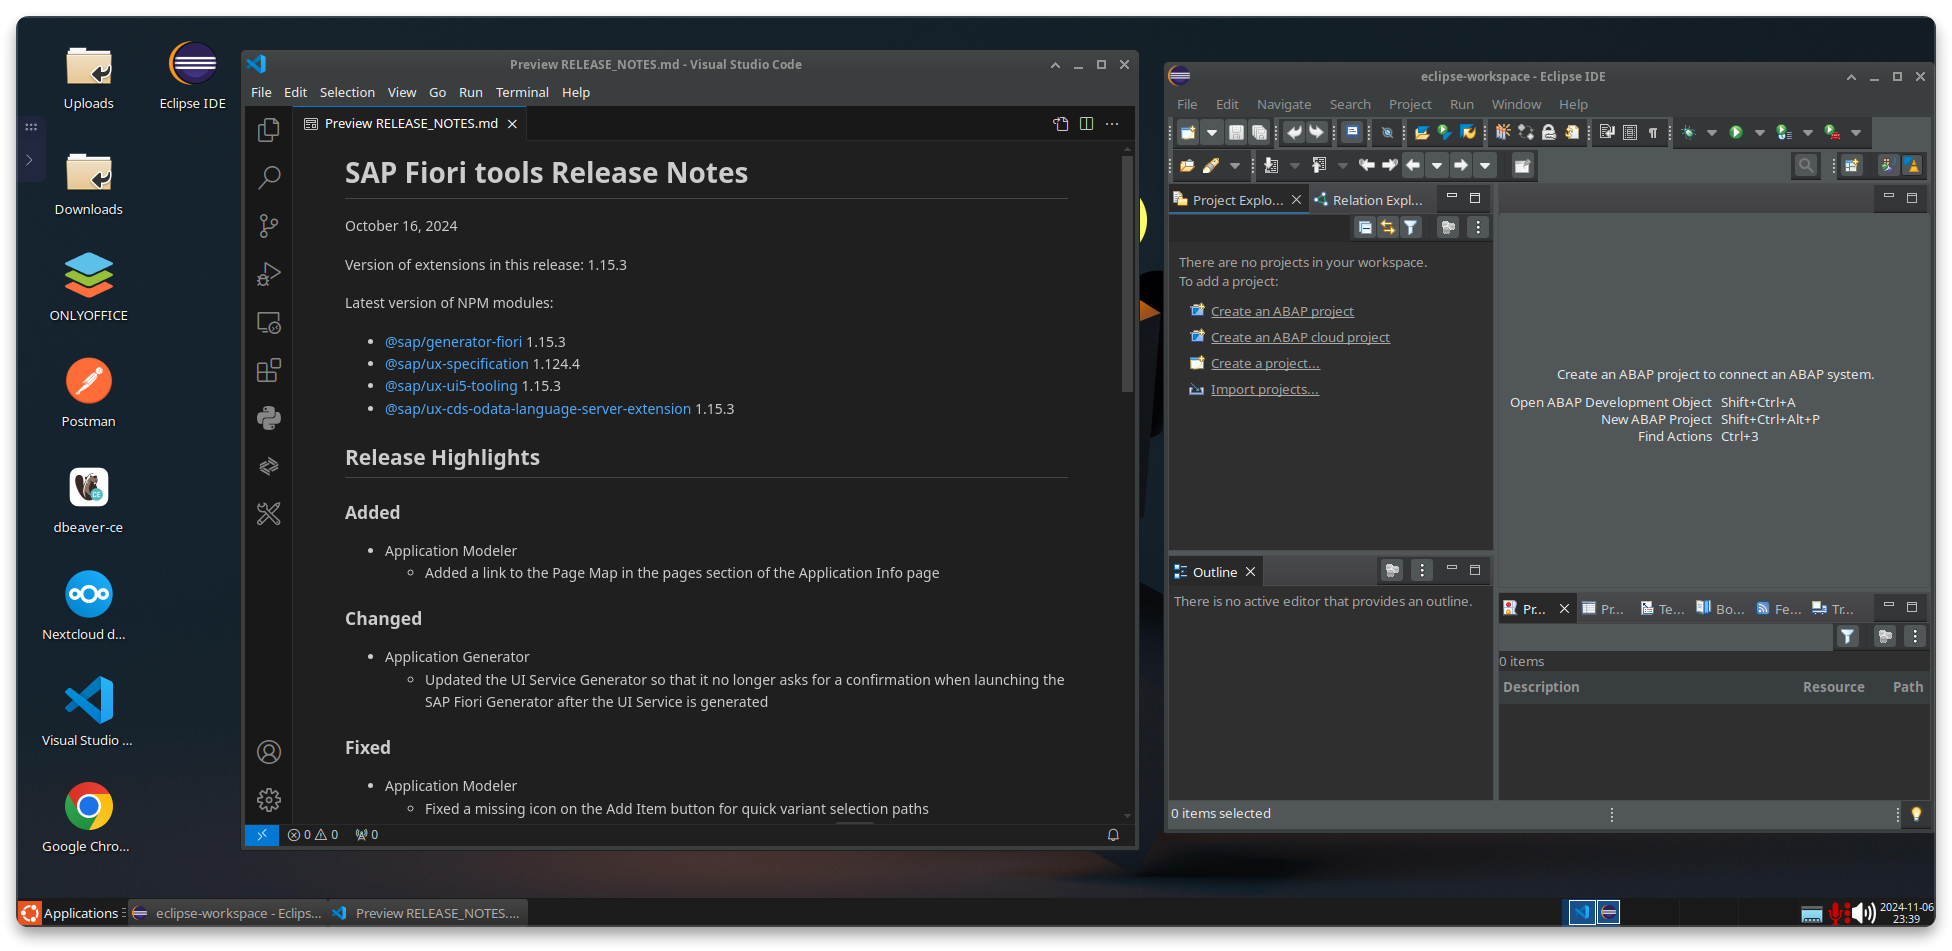 Uploads
Eclipse IDE
Downloads
ONLYOFFICE
Postman
dbeaver-ce
CE
Nextcloud d...
Visual Studio ...
Google Chro...
Preview RELEASE_NOTES.md - Visual Studio Code
File Edit Selection View Go Run Terminal Help
Preview RELEASE_NOTES.md
SAP Fiori tools Release Notes
October 16, 2024
Version of extensions in this release: 1.15.3
Latest version of NPM modules:
• @sap/generator-fiori 1.15.3
• @sap/ux-specification 1.124.4
• @sap/ux-ui5-tooling 1.15.3
• @sap/ux-cds-odata-language-server-extension 1.15.3
Release Highlights
Added
• Application Modeler
◦ Added a link to the Page Map in the pages section of the Application Info page
Changed
• Application Generator
◦ Updated the UI Service Generator so that it no longer asks for a confirmation when launching the
SAP Fiori Generator after the UI Service is generated
Fixed
• Application Modeler
◦ Fixed a missing icon on the Add Item button for quick variant selection paths
0 0 0
eclipse-workspace - Eclipse IDE
File Edit Navigate Search Project Run Window Help
Project Explo... Relation Expl...
There are no projects in your workspace.
To add a project:
Create an ABAP project
Create an ABAP cloud project
Create a project...
Import projects...
Create an ABAP project to connect an ABAP system.
Open ABAP Development Object Shift+Ctrl+A
New ABAP Project Shift+Ctrl+Alt+P
Find Actions Ctrl+3
Outline
There is no active editor that provides an outline.
Pr... Pr... Te... Bo... Fe... Tr...
0 items
Description Resource Path
0 items selected
Applications
eclipse-workspace - Eclips...
Preview RELEASE_NOTES....
2024-11-06
23:39